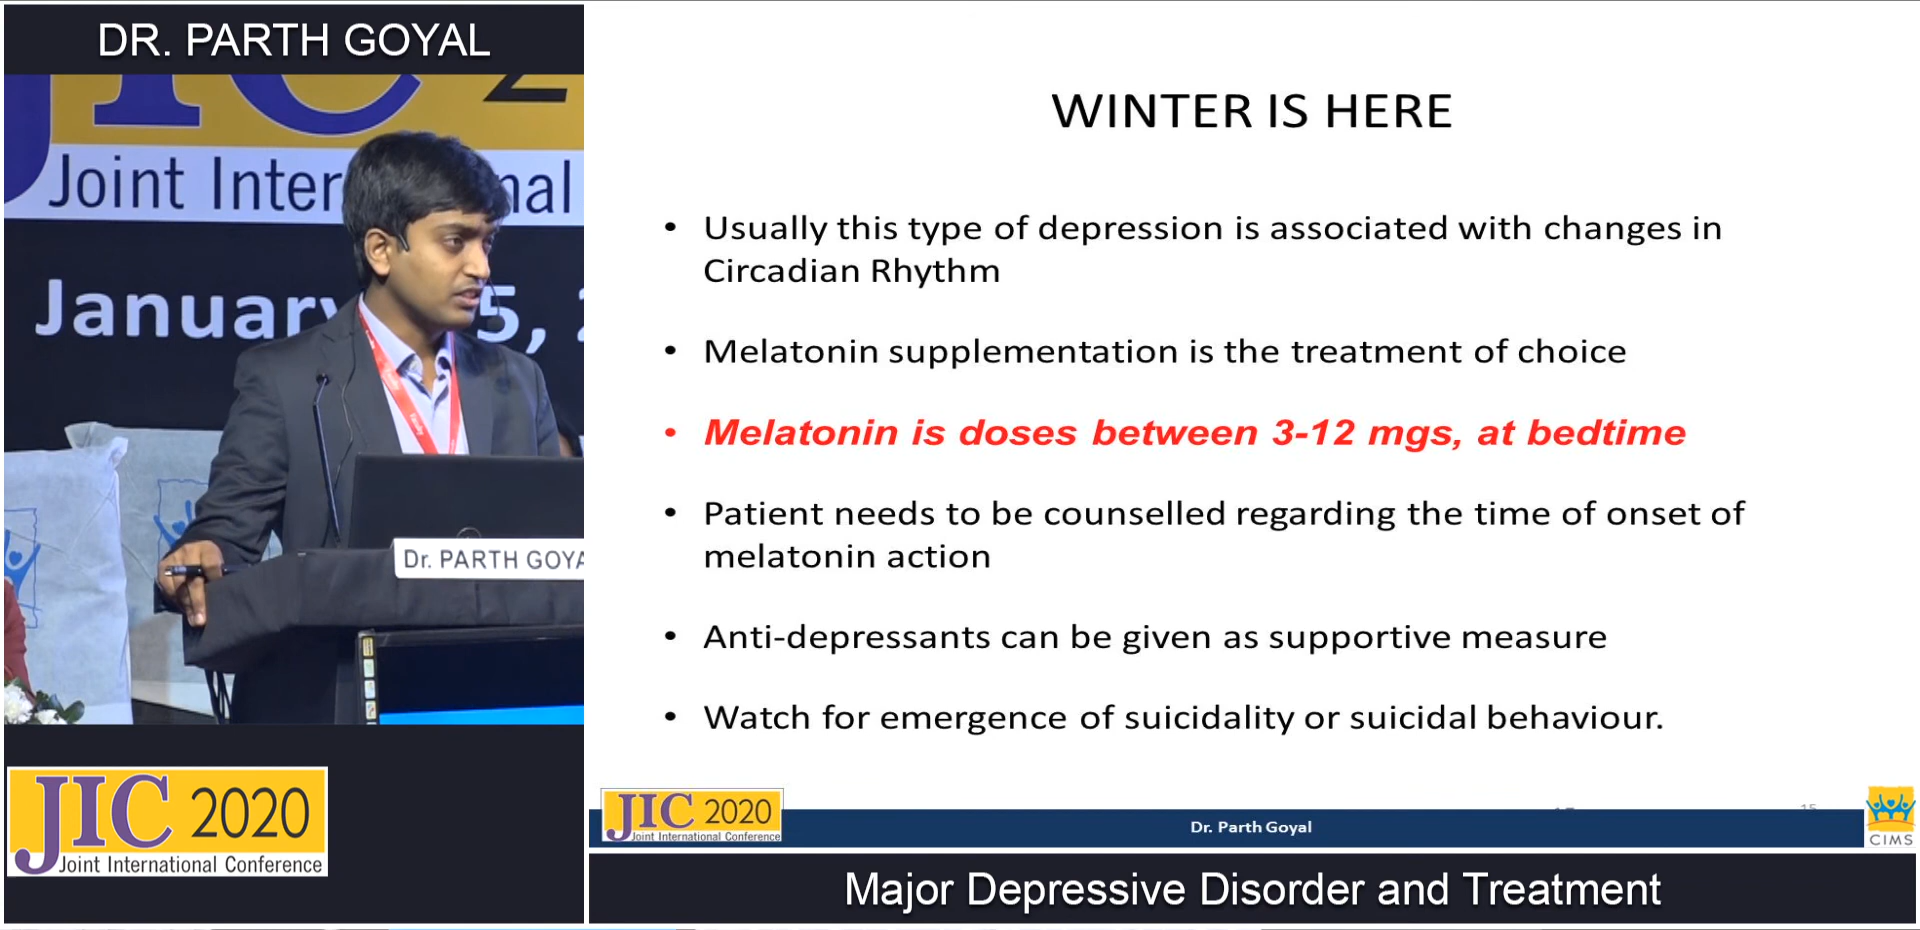 DR. PARTH GOYAL
Joint Inter nal
January 5,
Dr. PARTH GOYA
JIC 2020
Joint International Conference
WINTER IS HERE
• Usually this type of depression is associated with changes in
Circadian Rhythm
• Melatonin supplementation is the treatment of choice
• Melatonin is doses between 3-12 mgs, at bedtime
• Patient needs to be counselled regarding the time of onset of
melatonin action
• Anti-depressants can be given as supportive measure
• Watch for emergence of suicidality or suicidal behaviour.
JIC 2020
Joint International Conference
Dr. Parth Goyal
15
CIMS
Major Depressive Disorder and Treatment